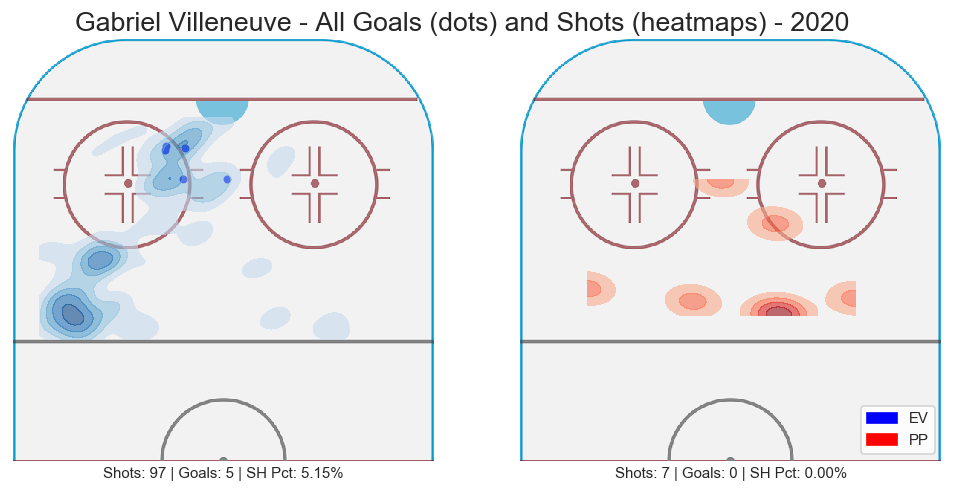 Gabriel Villeneuve - All Goals (dots) and Shots (heatmaps) - 2020
EV
PP
Shots: 97 | Goals: 5 | SH Pct: 5.15%
Shots: 7 | Goals: 0 | SH Pct: 0.00%